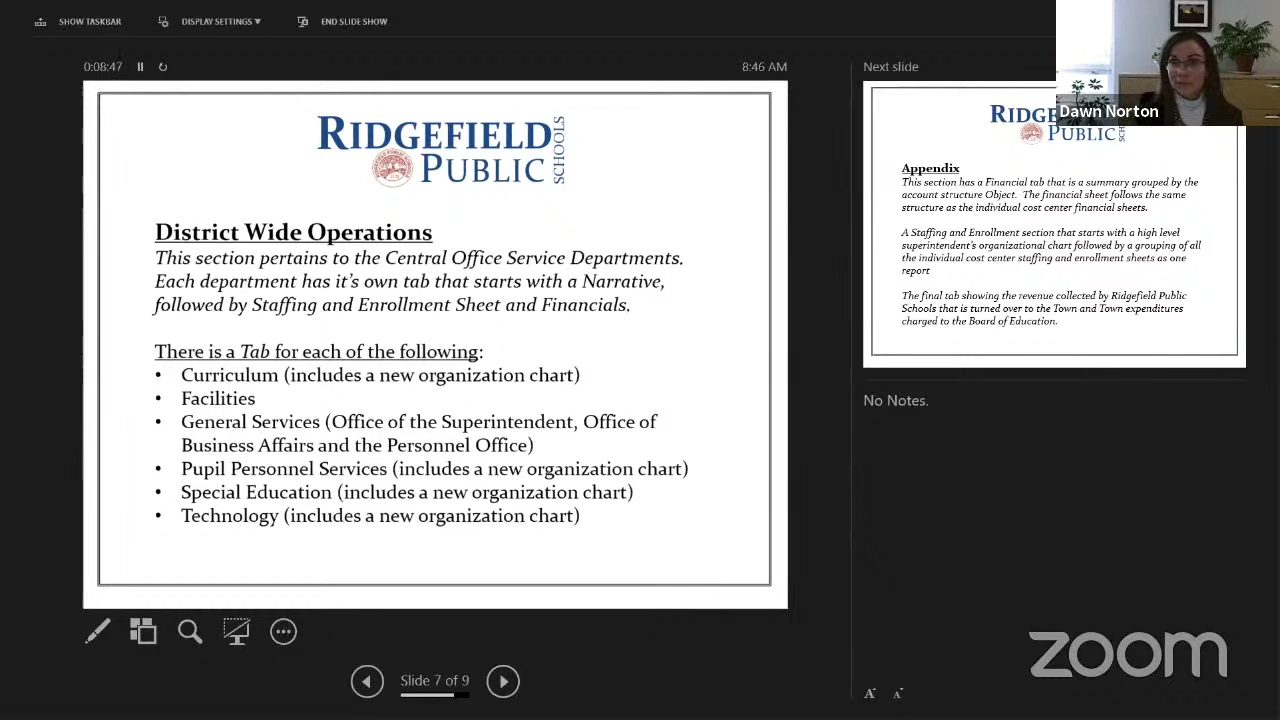 SHOW TASKBAR
DISPLAY SETTINGS
END SLIDE SHOW
0:08:47
8:46 AM
RIDGEFIELD
PUBLIC
SCHOOLS
District Wide Operations
This section pertains to the Central Office Service Departments.
Each department has it's own tab that starts with a Narrative,
followed by Staffing and Enrollment Sheet and Financials.
There is a Tab for each of the following:
• Curriculum (includes a new organization chart)
• Facilities
• General Services (Office of the Superintendent, Office of
Business Affairs and the Personnel Office)
• Pupil Personnel Services (includes a new organization chart)
• Special Education (includes a new organization chart)
• Technology (includes a new organization chart)
Slide 7 of 9
Next slide
Dawn Norton
PUBLIC
Appendix
This section has a Financial tab that is a summary grouped by the
account structure Object. The financial sheet follows the same
structure as the individual cost center financial sheets.
A Staffing and Enrollment section that starts with a high level
superintendent's organizational chart followed by a grouping of all
the individual cost center staffing and enrollment sheets as one
report
The final tab showing the revenue collected by Ridgefield Public
Schools that is turned over to the Town and Town expenditures
charged to the Board of Education.
No Notes.
zoom
A A